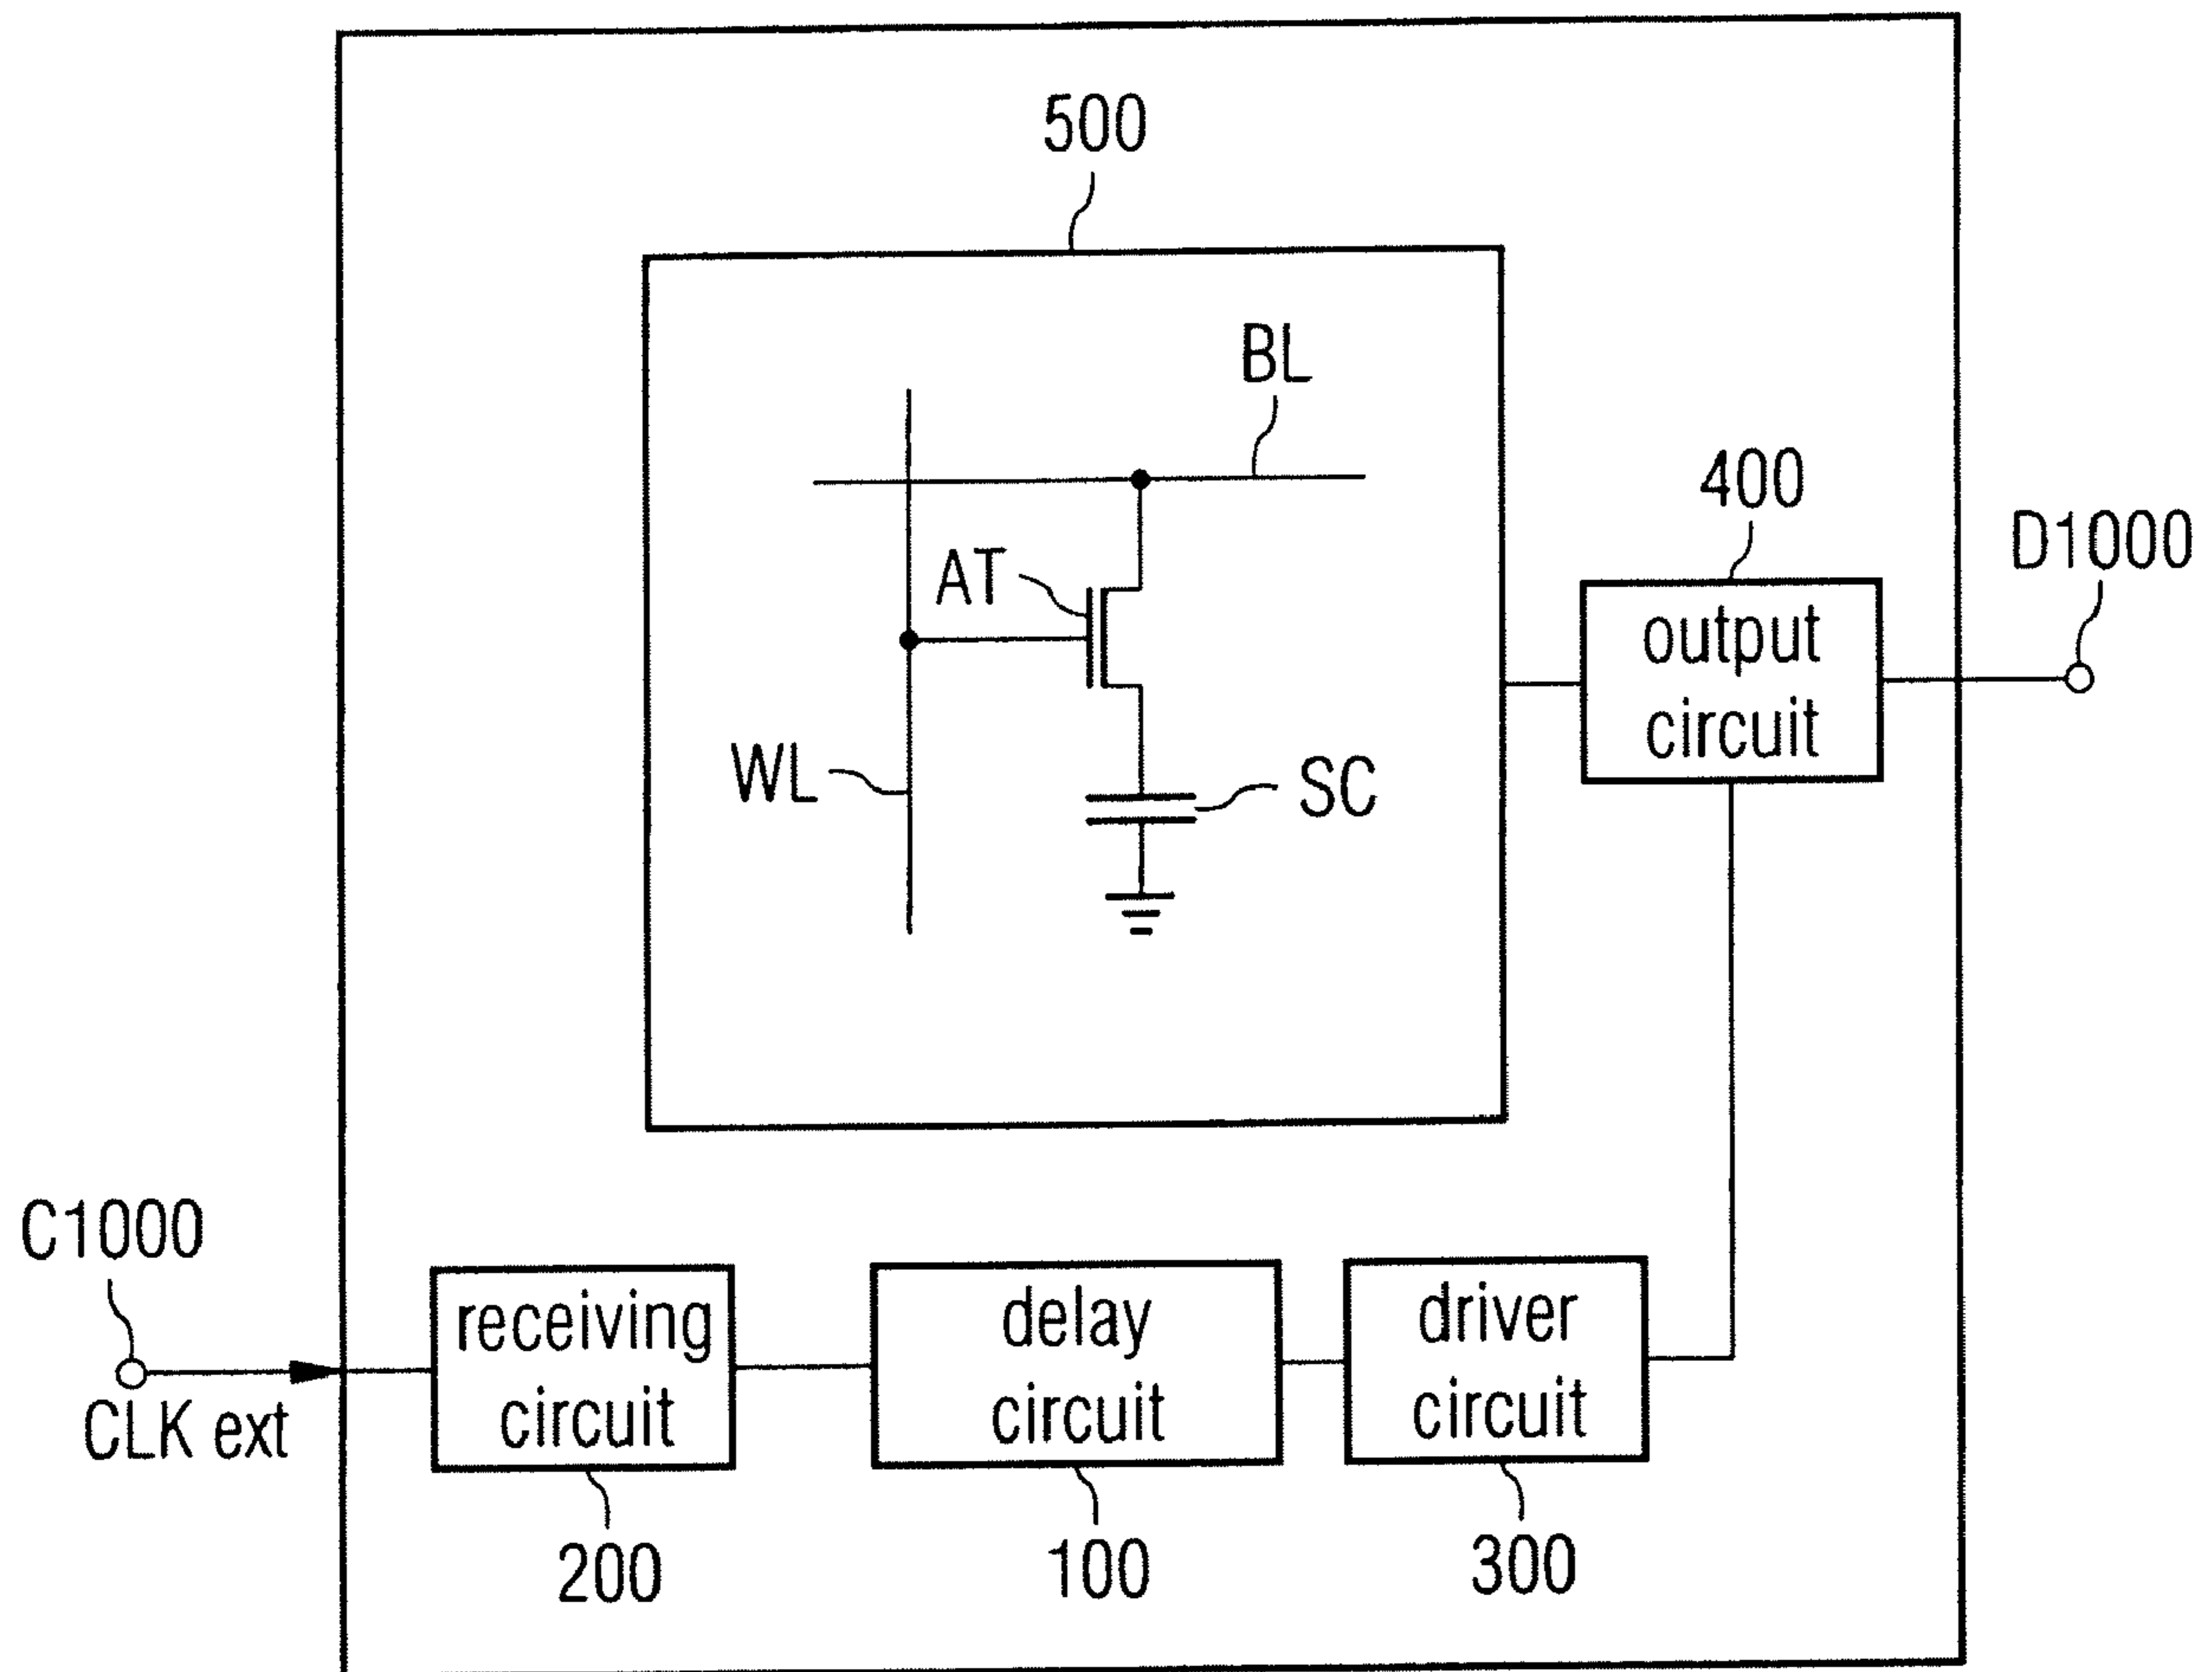 500
BL
400
D1000
AT
output
circuit
WL
SC
C1000
receiving
circuit
delay
circuit
driver
circuit
CLK ext
200
100
300